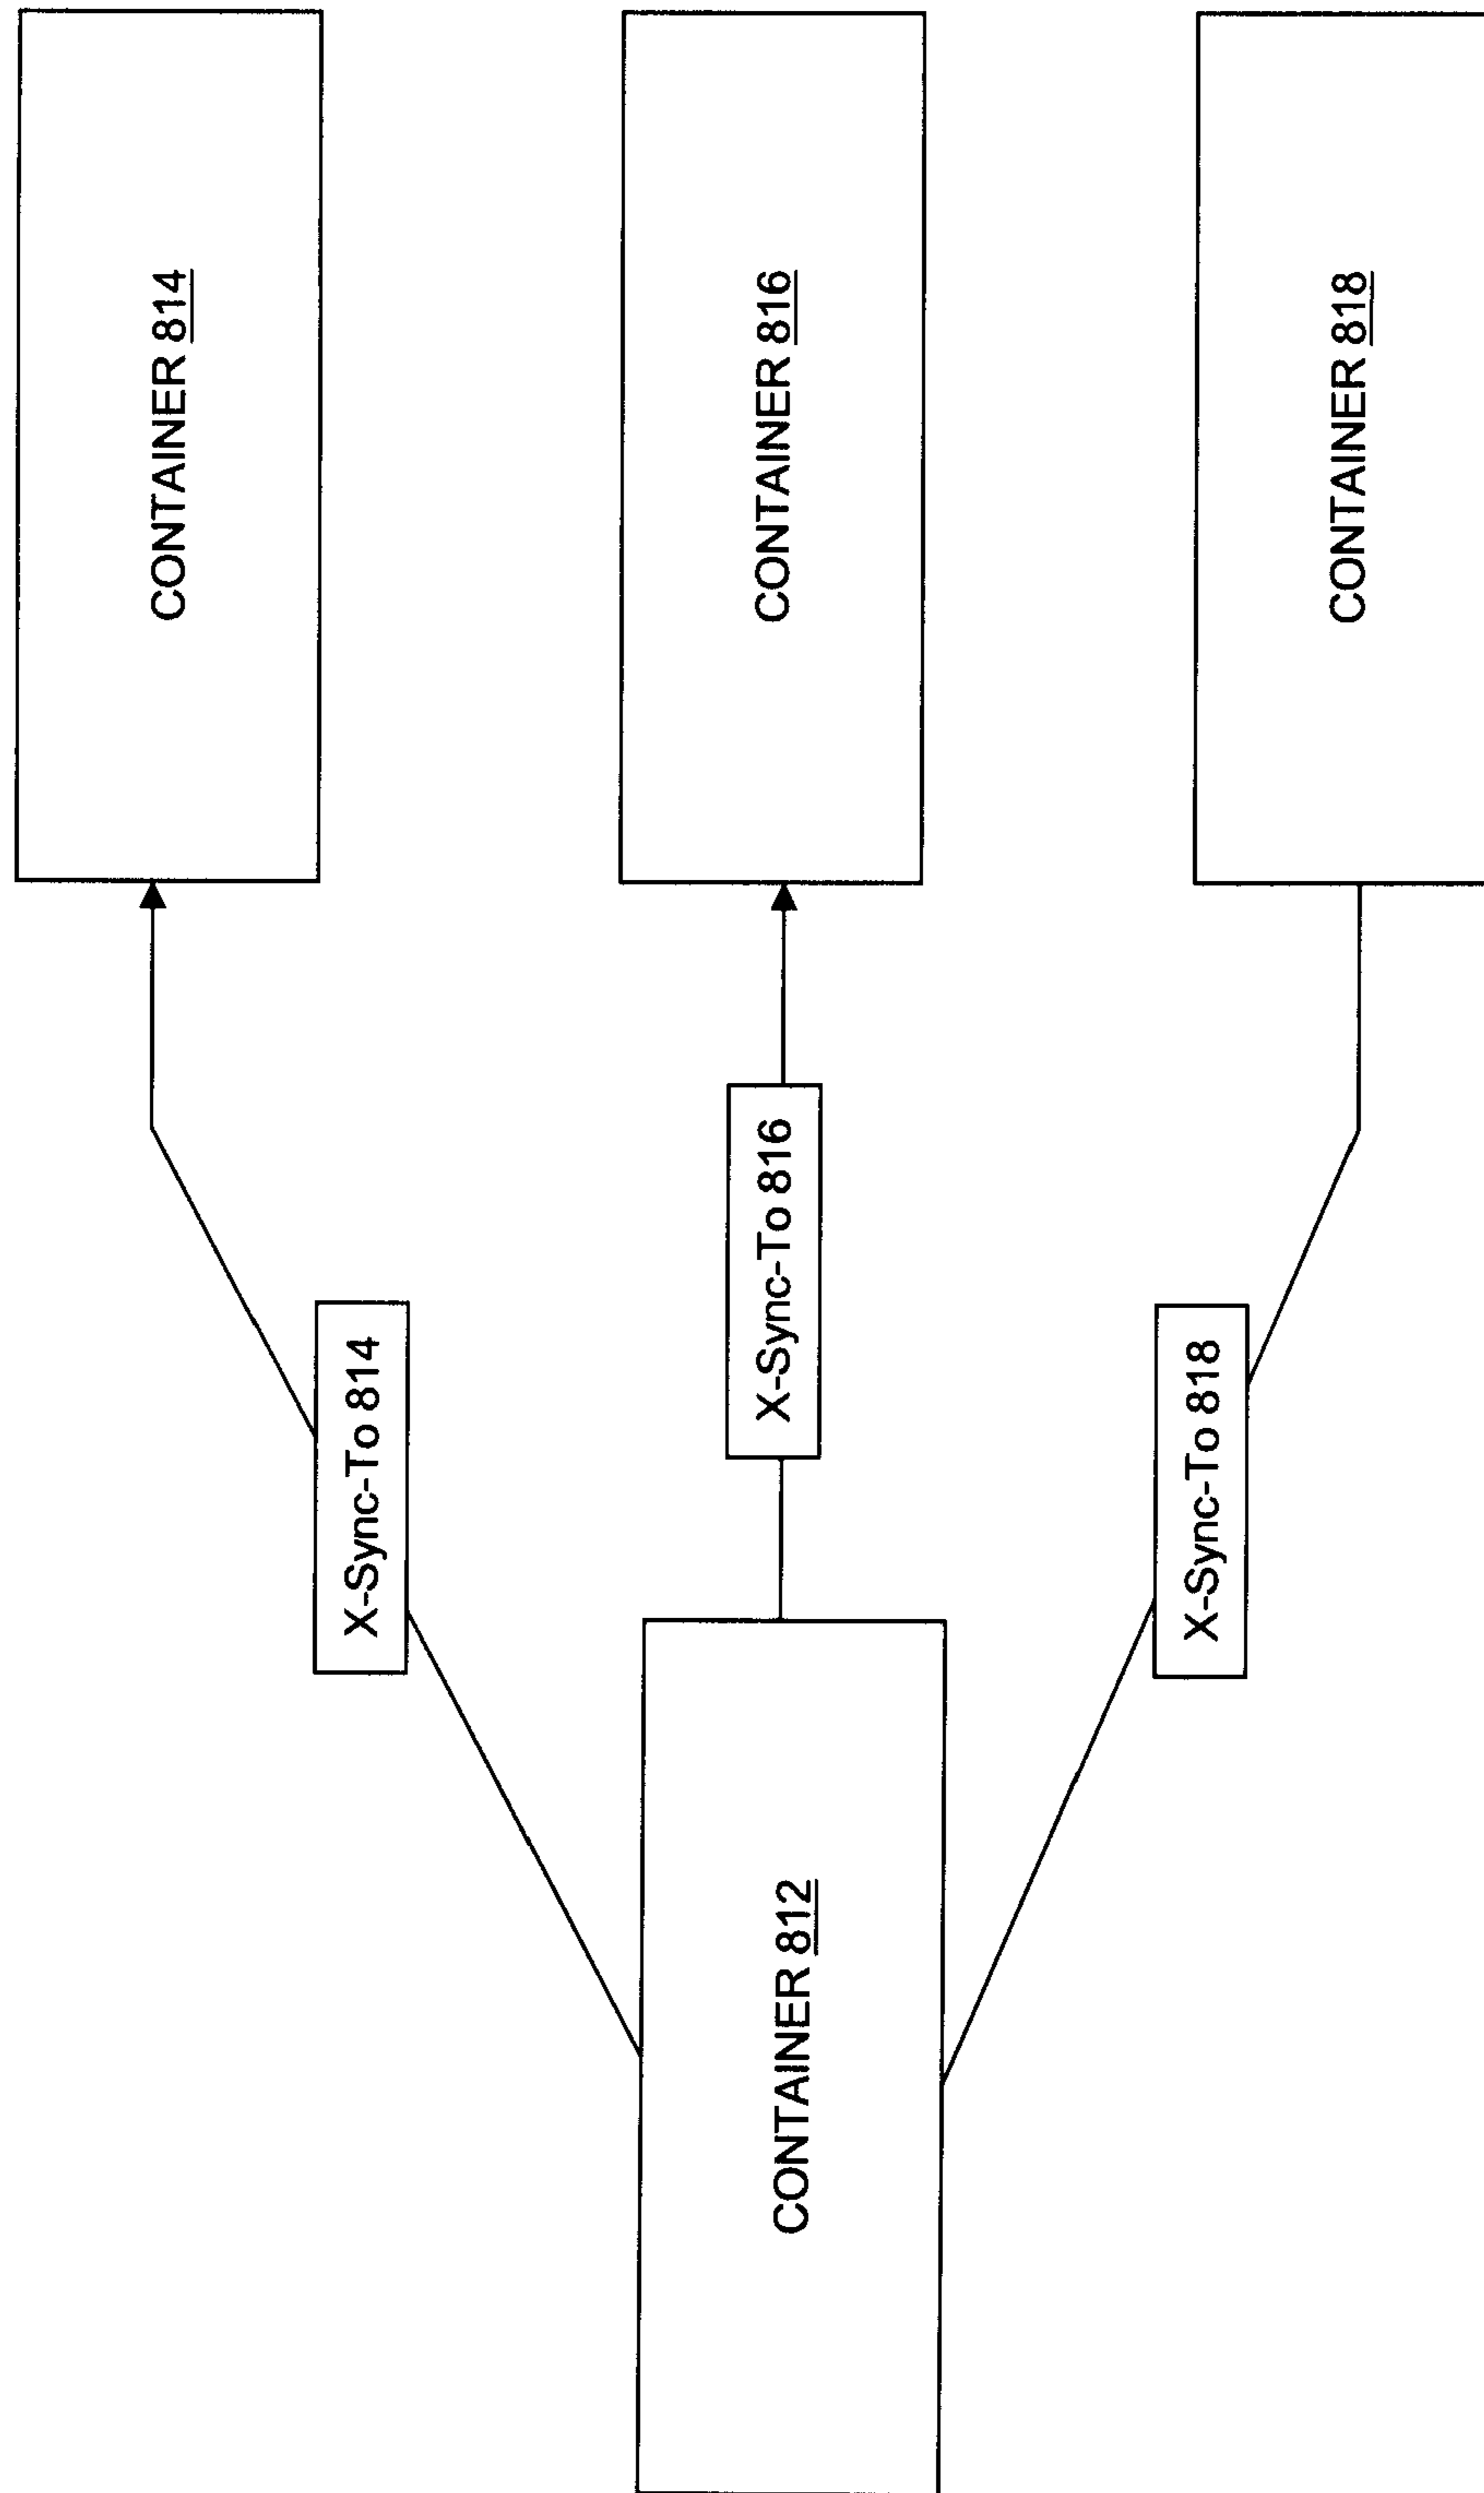 CONTAINER 814
CONTAINER 816
CONTAINER 818
X-Sync-To 814
X-Sync-To 816
X-Sync-To 818
CONTAINER 812